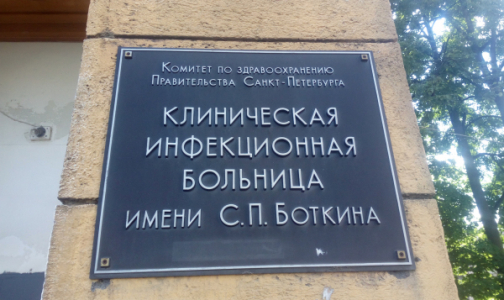 Комитет по здравоохранению
Правительства Санкт-Петербурга
КЛИНИЧЕСКАЯ
ИНФЕКЦИОННАЯ
БОЛЬНИЦА
ИМЕНИ С.П. БОТКИНА